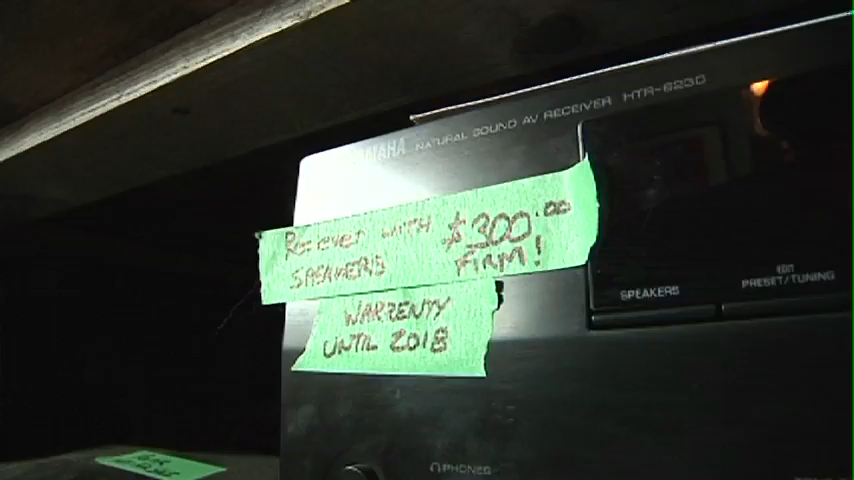 YAMAHA NATURAL SOUND AV RECEIVER HTR-6230
RECIEVER WITH $300.00
SPEAKERS FIRM!
WARRENTY
UNTIL 2018
SPEAKERS
EDIT
PRESET/TUNING
PHONES